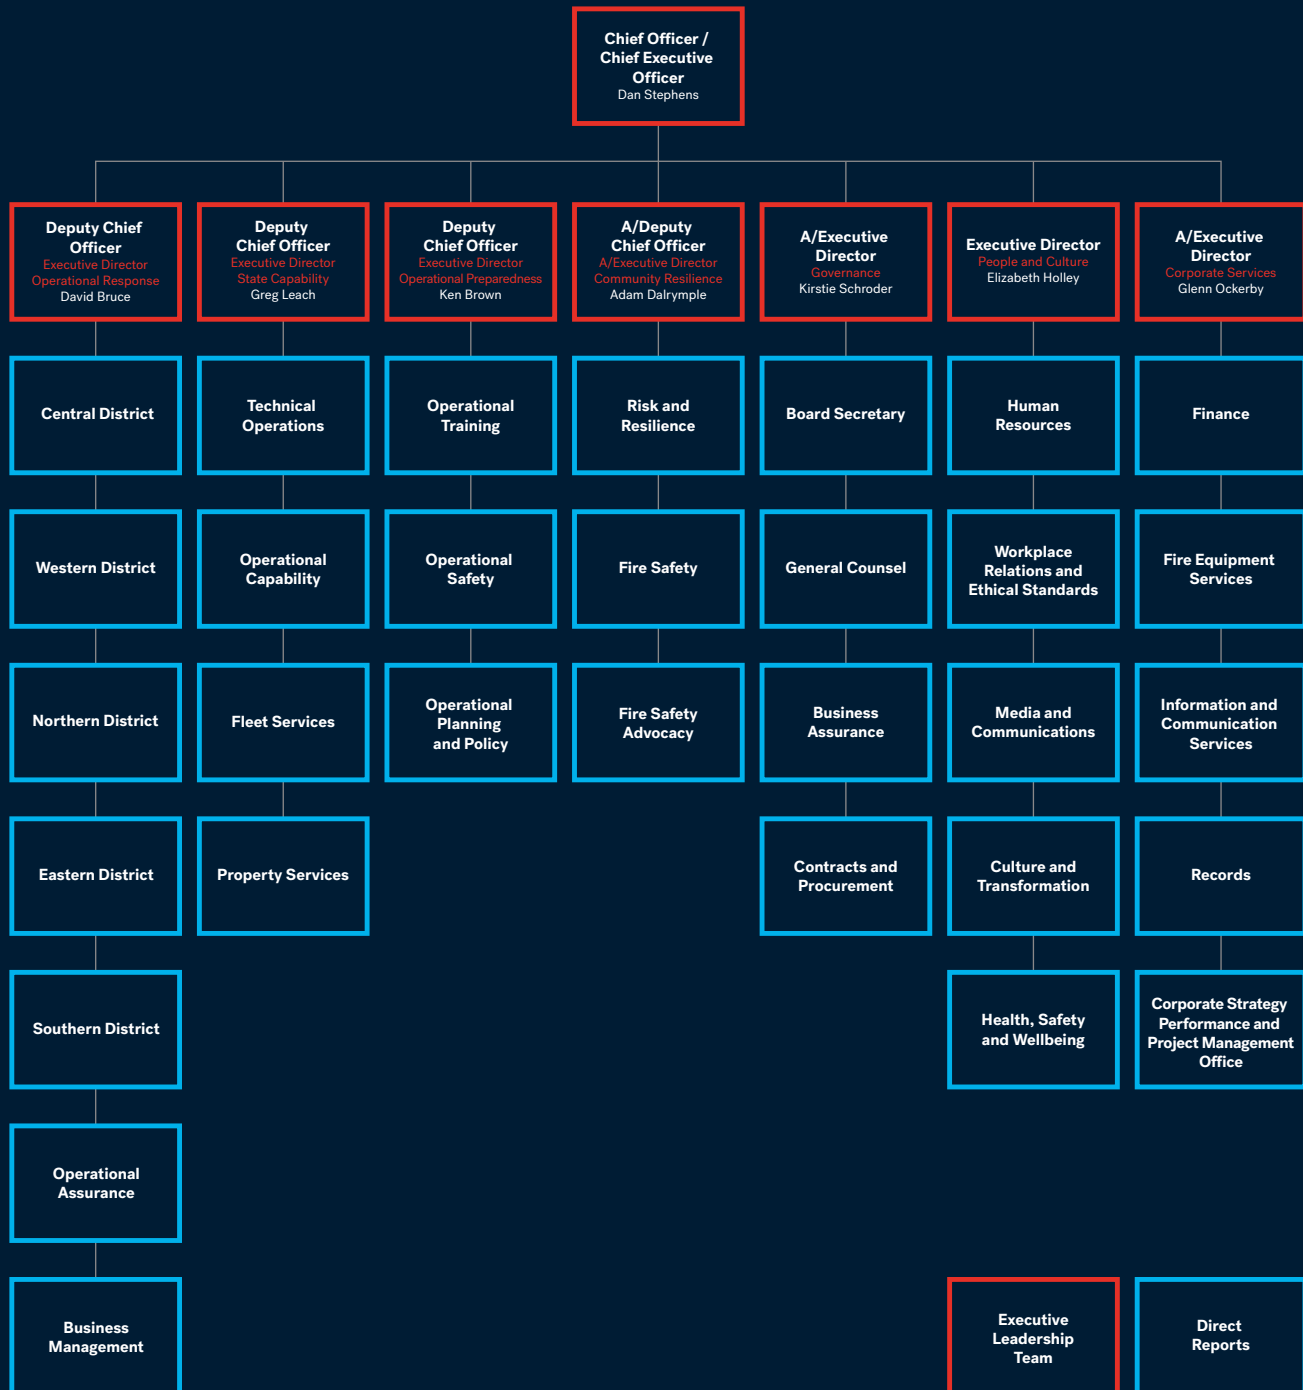 Chief Officer /
Chief Executive
Officer
Dan Stephens
Deputy Chief
Officer
Executive Director
Operational Response
David Bruce
Deputy
Chief Officer
Executive Director
State Capability
Greg Leach
Deputy
Chief Officer
Executive Director
Operational Preparedness
Ken Brown
A/Deputy
Chief Officer
A/Executive Director
Community Resilience
Adam Dalrymple
A/Executive
Director
Governance
Kirstie Schroder
Executive Director
People and Culture
Elizabeth Holley
A/Executive
Director
Corporate Services
Glenn Ockerby
Central District
Technical
Operations
Operational
Training
Risk and
Resilience
Board Secretary
Human
Resources
Finance
Western District
Operational
Capability
Operational
Safety
Fire Safety
General Counsel
Workplace
Relations and
Ethical Standards
Fire Equipment
Services
Northern District
Fleet Services
Operational
Planning
and Policy
Fire Safety
Advocacy
Business
Assurance
Media and
Communications
Information and
Communication
Services
Eastern District
Property Services
Contracts and
Procurement
Culture and
Transformation
Records
Southern District
Health, Safety
and Wellbeing
Corporate Strategy
Performance and
Project Management
Office
Operational
Assurance
Business
Management
Executive
Leadership
Team
Direct
Reports